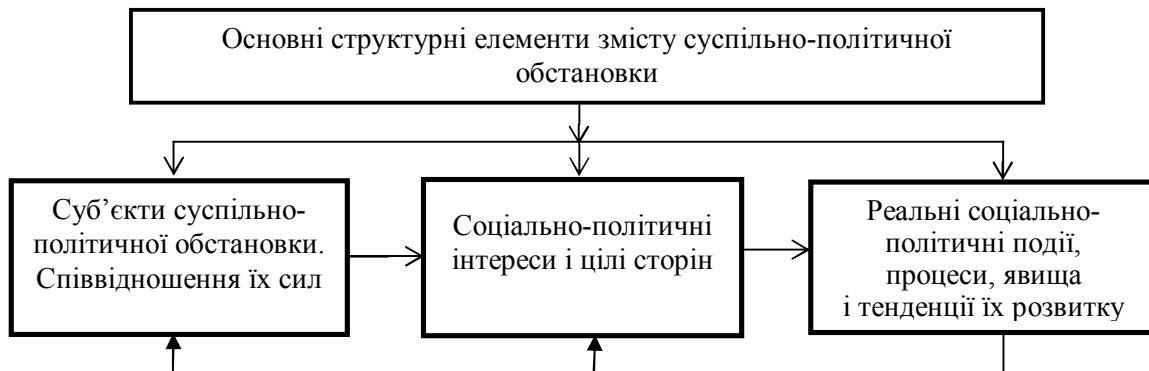 Основні структурні елементи змісту суспільно-політичної
обстановки
Суб’єкти суспільно-
політичної обстановки.
Співвідношення їх сил
Соціально-політичні
інтереси і цілі сторін
Реальні соціально-
політичні події,
процеси, явища
і тенденції їх розвитку